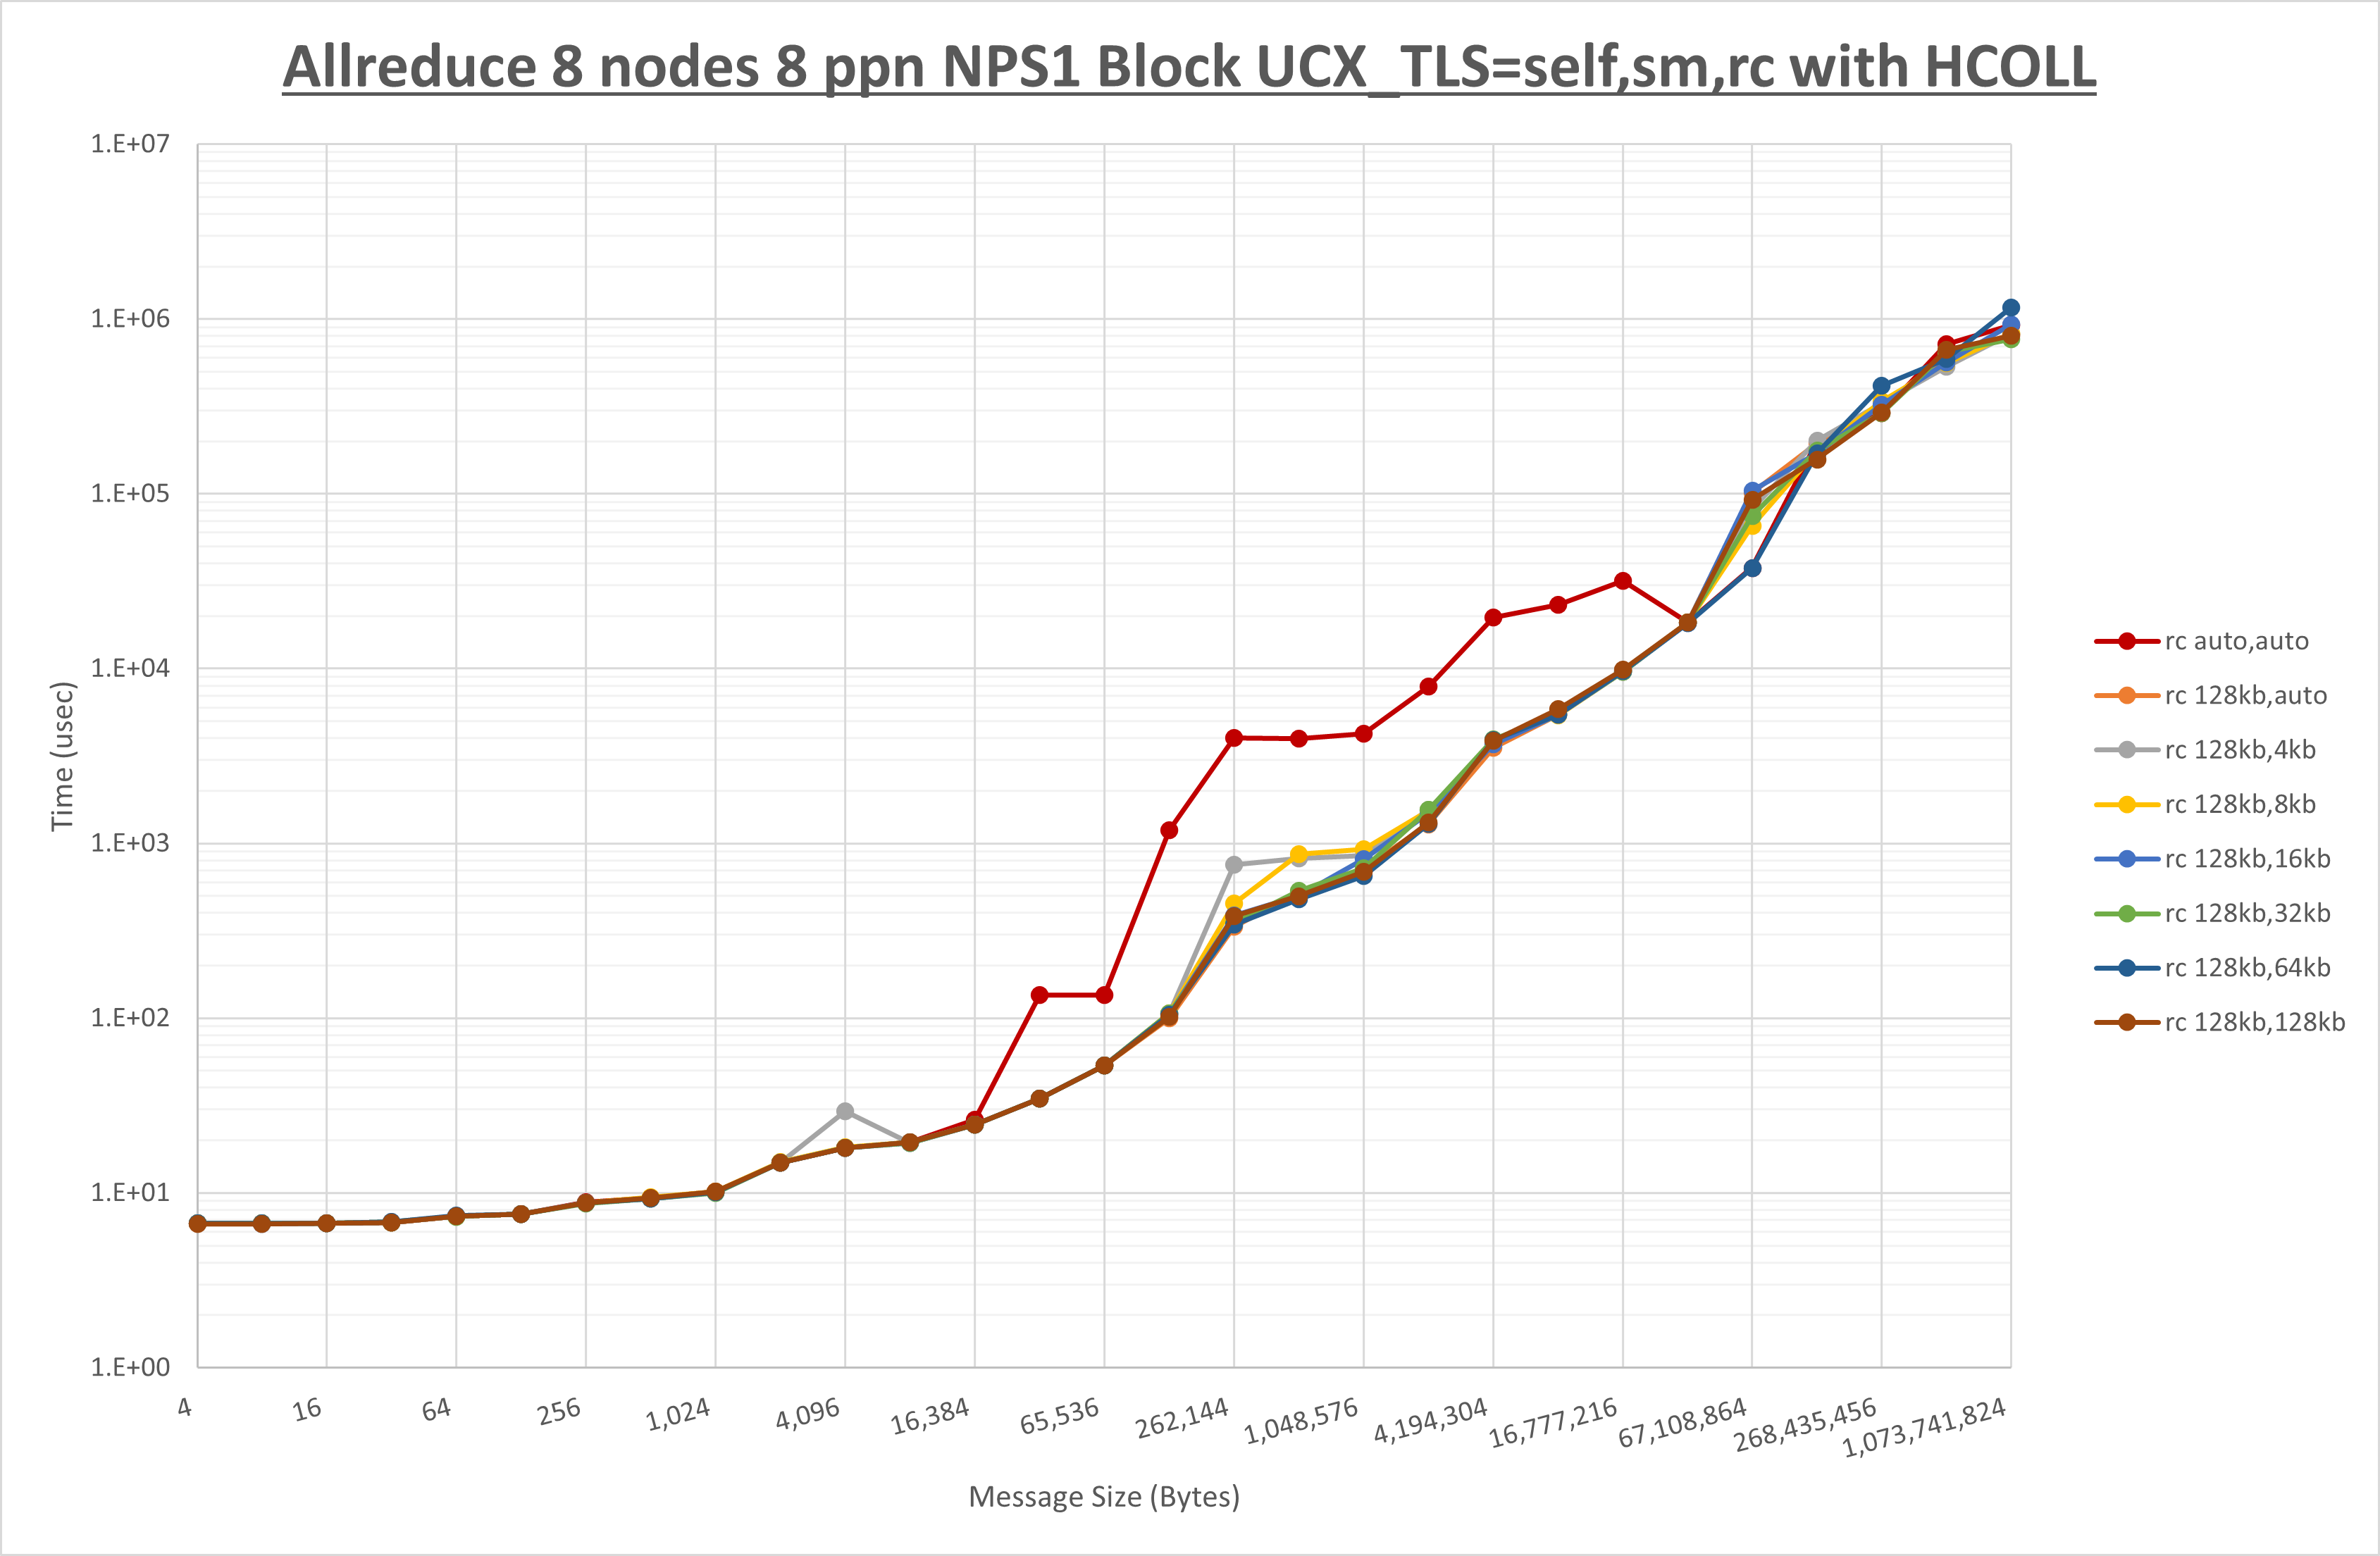 Allreduce 8 nodes 8 ppn NPS1 Block UCX_TLS=self,sm,rc with HCOLL
1.E+07
1.E+06
1.E+05
1.E+04
1.E+03
1.E+02
1.E+01
1.E+00
Time (usec)
4
16
64
256
1,024
4,096
16,384
65,536
262,144
1,048,576
4,194,304
16,777,216
67,108,864
268,435,456
1,073,741,824
Message Size (Bytes)
rc auto,auto
rc 128kb,auto
rc 128kb,4kb
rc 128kb,8kb
rc 128kb,16kb
rc 128kb,32kb
rc 128kb,64kb
rc 128kb,128kb